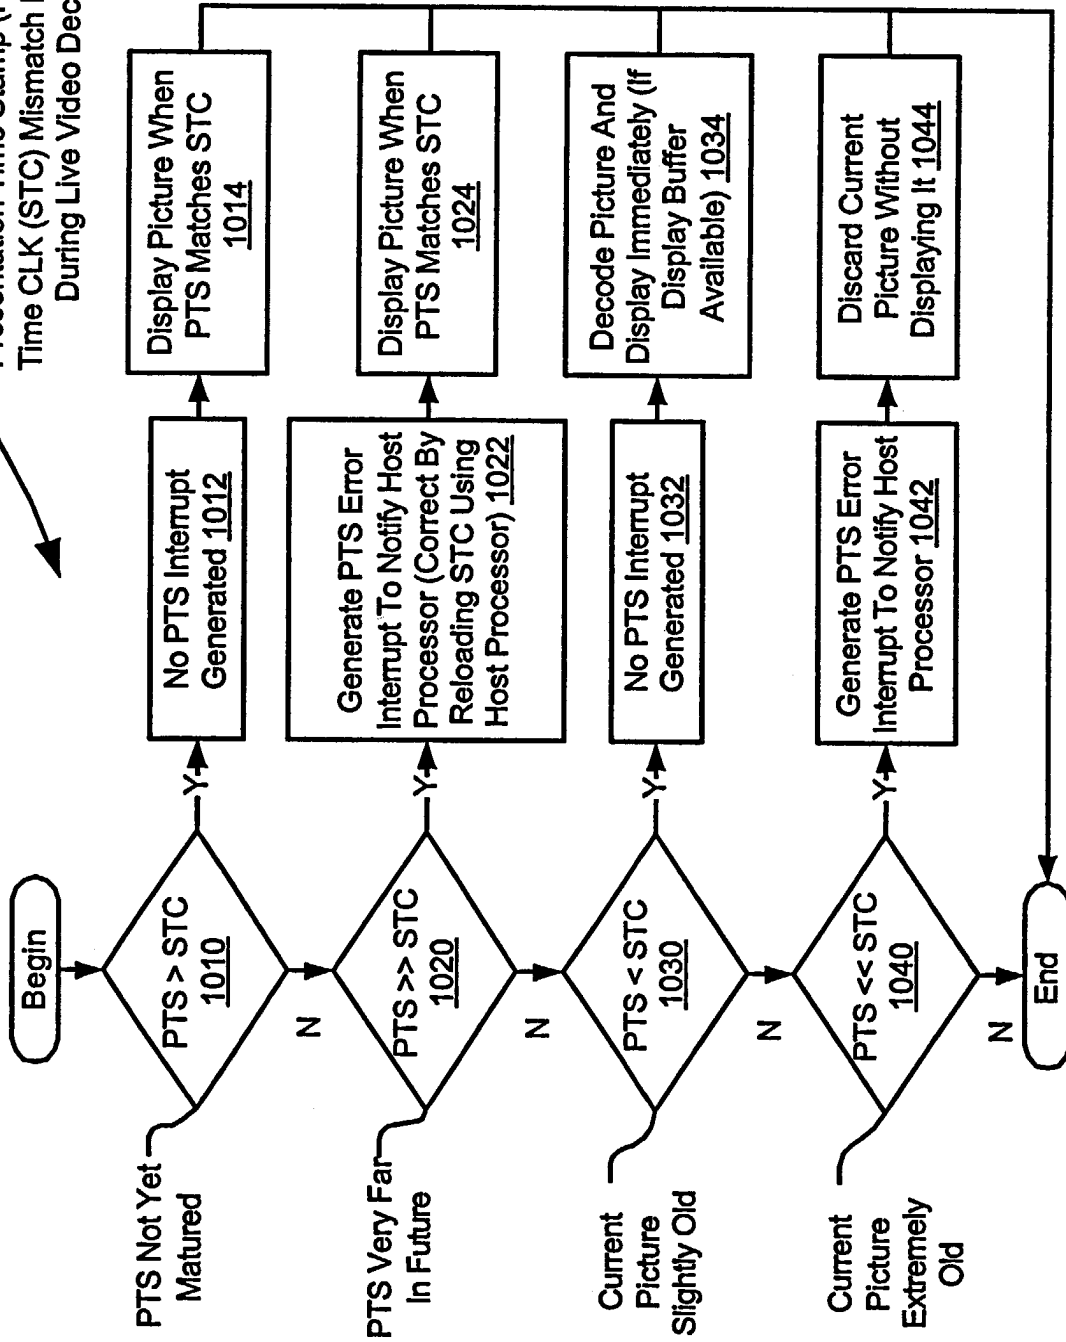 Time CLK (STC) Mismatch
During Live Video
Begin
PTS Not Yet
Matured
PTS > STC
1010
Y
No PTS Interrupt
Generated 1012
Display Picture When
PTS Matches STC
1014
N
PTS Very Far
In Future
PTS >> STC
1020
Y
Generate PTS Error
Interrupt To Notify Host
Processor (Correct By
Reloading STC Using
Host Processor) 1022
Display Picture When
PTS Matches STC
1024
N
Current
Picture
Slightly Old
PTS < STC
1030
Y
No PTS Interrupt
Generated 1032
Decode Picture And
Display Immediately (If
Display Buffer
Available) 1034
N
Current
Picture
Extremely
Old
PTS << STC
1040
Y
Generate PTS Error
Interrupt To Notify Host
Processor 1042
Discard Current
Picture Without
Displaying It 1044
N
End